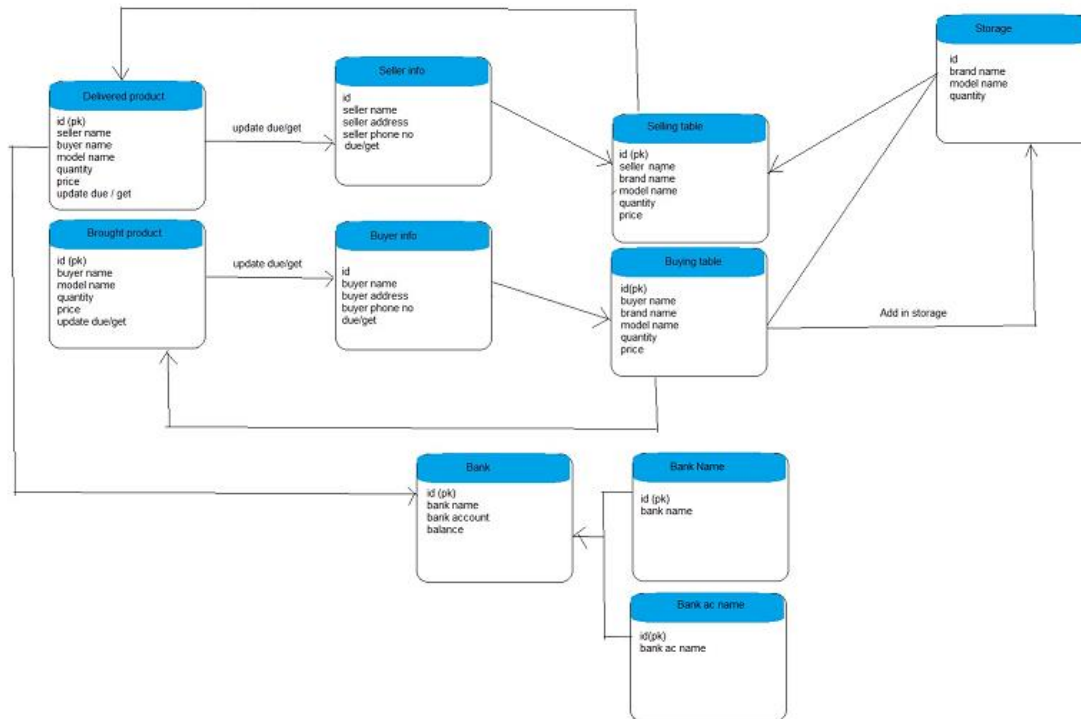 Storage
id
brand name
model name
quantity
Seller info
id
seller name
seller address
seller phone no
due/get
Delivered product
id (pk)
seller name
buyer name
model name
quantity
price
update due / get
update due/get
Selling table
id (pk)
seller name
brand name
model name
quantity
price
Brought product
id (pk)
buyer name
model name
quantity
price
update due/get
update due/get
Buyer info
id
buyer name
buyer address
buyer phone no
due/get
Buying table
id(pk)
buyer name
brand name
model name
quantity
price
Add in storage
Bank
id (pk)
bank name
bank account
balance
Bank Name
id (pk)
bank name
Bank ac name
id(pk)
bank ac name